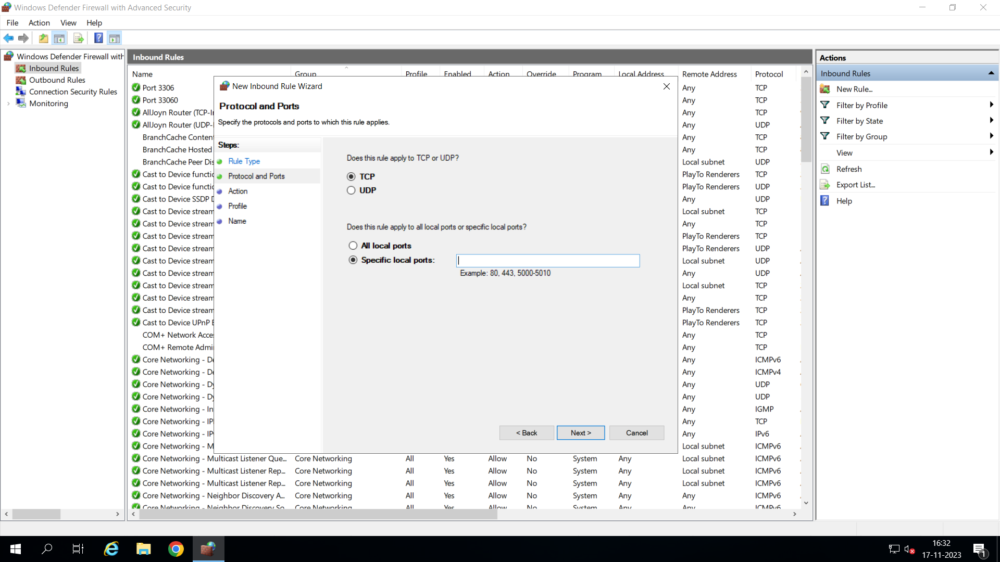 Windows Defender Firewall with Advanced Security
File Action View Help
Windows Defender Firewall with
Inbound Rules
Outbound Rules
Connection Security Rules
Monitoring
Inbound Rules
Name Group Profile Enabled Action Override Program Local Address Remote Address Protocol
Port 3306 Any TCP
Port 33060 Any TCP
AllJoyn Router (TCP-I Any TCP
AllJoyn Router (UDP- Any UDP
BranchCache Conten Any TCP
BranchCache Hosted Any TCP
BranchCache Peer Dis Local subnet UDP
Cast to Device functi PlayTo Renderers TCP
Cast to Device functi PlayTo Renderers UDP
Cast to Device SSDP D Any UDP
Cast to Device stream Local subnet TCP
Cast to Device stream Any TCP
Cast to Device stream PlayTo Renderers TCP
Cast to Device stream PlayTo Renderers UDP
Cast to Device stream Local subnet UDP
Cast to Device stream Any UDP
Cast to Device stream Local subnet TCP
Cast to Device stream Any TCP
Cast to Device stream PlayTo Renderers TCP
Cast to Device UPnP E PlayTo Renderers TCP
COM+ Network Acce Any TCP
COM+ Remote Admi Any TCP
Core Networking - De Any ICMPv6
Core Networking - De Any ICMPv4
Core Networking - Dy Any UDP
Core Networking - Dy Any UDP
Core Networking - In Any IGMP
Core Networking - IP Any TCP
Core Networking - IP Any IPv6
Core Networking - M Local subnet ICMPv6
Core Networking - Multicast Listener Que... Core Networking All Yes Allow No System Any Local subnet ICMPv6
Core Networking - Multicast Listener Rep... Core Networking All Yes Allow No System Any Local subnet ICMPv6
Core Networking - Multicast Listener Rep... Core Networking All Yes Allow No System Any Local subnet ICMPv6
Core Networking - Neighbor Discovery A... Core Networking All Yes Allow No System Any Any ICMPv6
Core Networking - Neighbor Discovery So... Core Networking All Yes Allow No System Any Any ICMPv6
New Inbound Rule Wizard
Protocol and Ports
Specify the protocols and ports to which this rule applies.
Steps:
Rule Type
Protocol and Ports
Action
Profile
Name
Does this rule apply to TCP or UDP?
TCP
UDP
Does this rule apply to all local ports or specific local ports?
All local ports
Specific local ports:
Example: 80, 443, 5000-5010
< Back Next > Cancel
Actions
Inbound Rules
New Rule...
Filter by Profile
Filter by State
Filter by Group
View
Refresh
Export List...
Help
16:32
17-11-2023
1